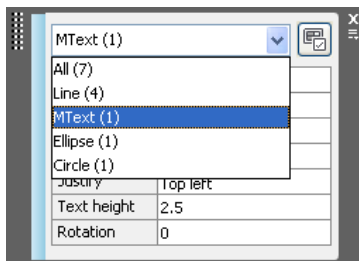 MText (1)
All (7)
Line (4)
MText (1)
Ellipse (1)
Circle (1)
Justify Top left
Text height 2.5
Rotation 0